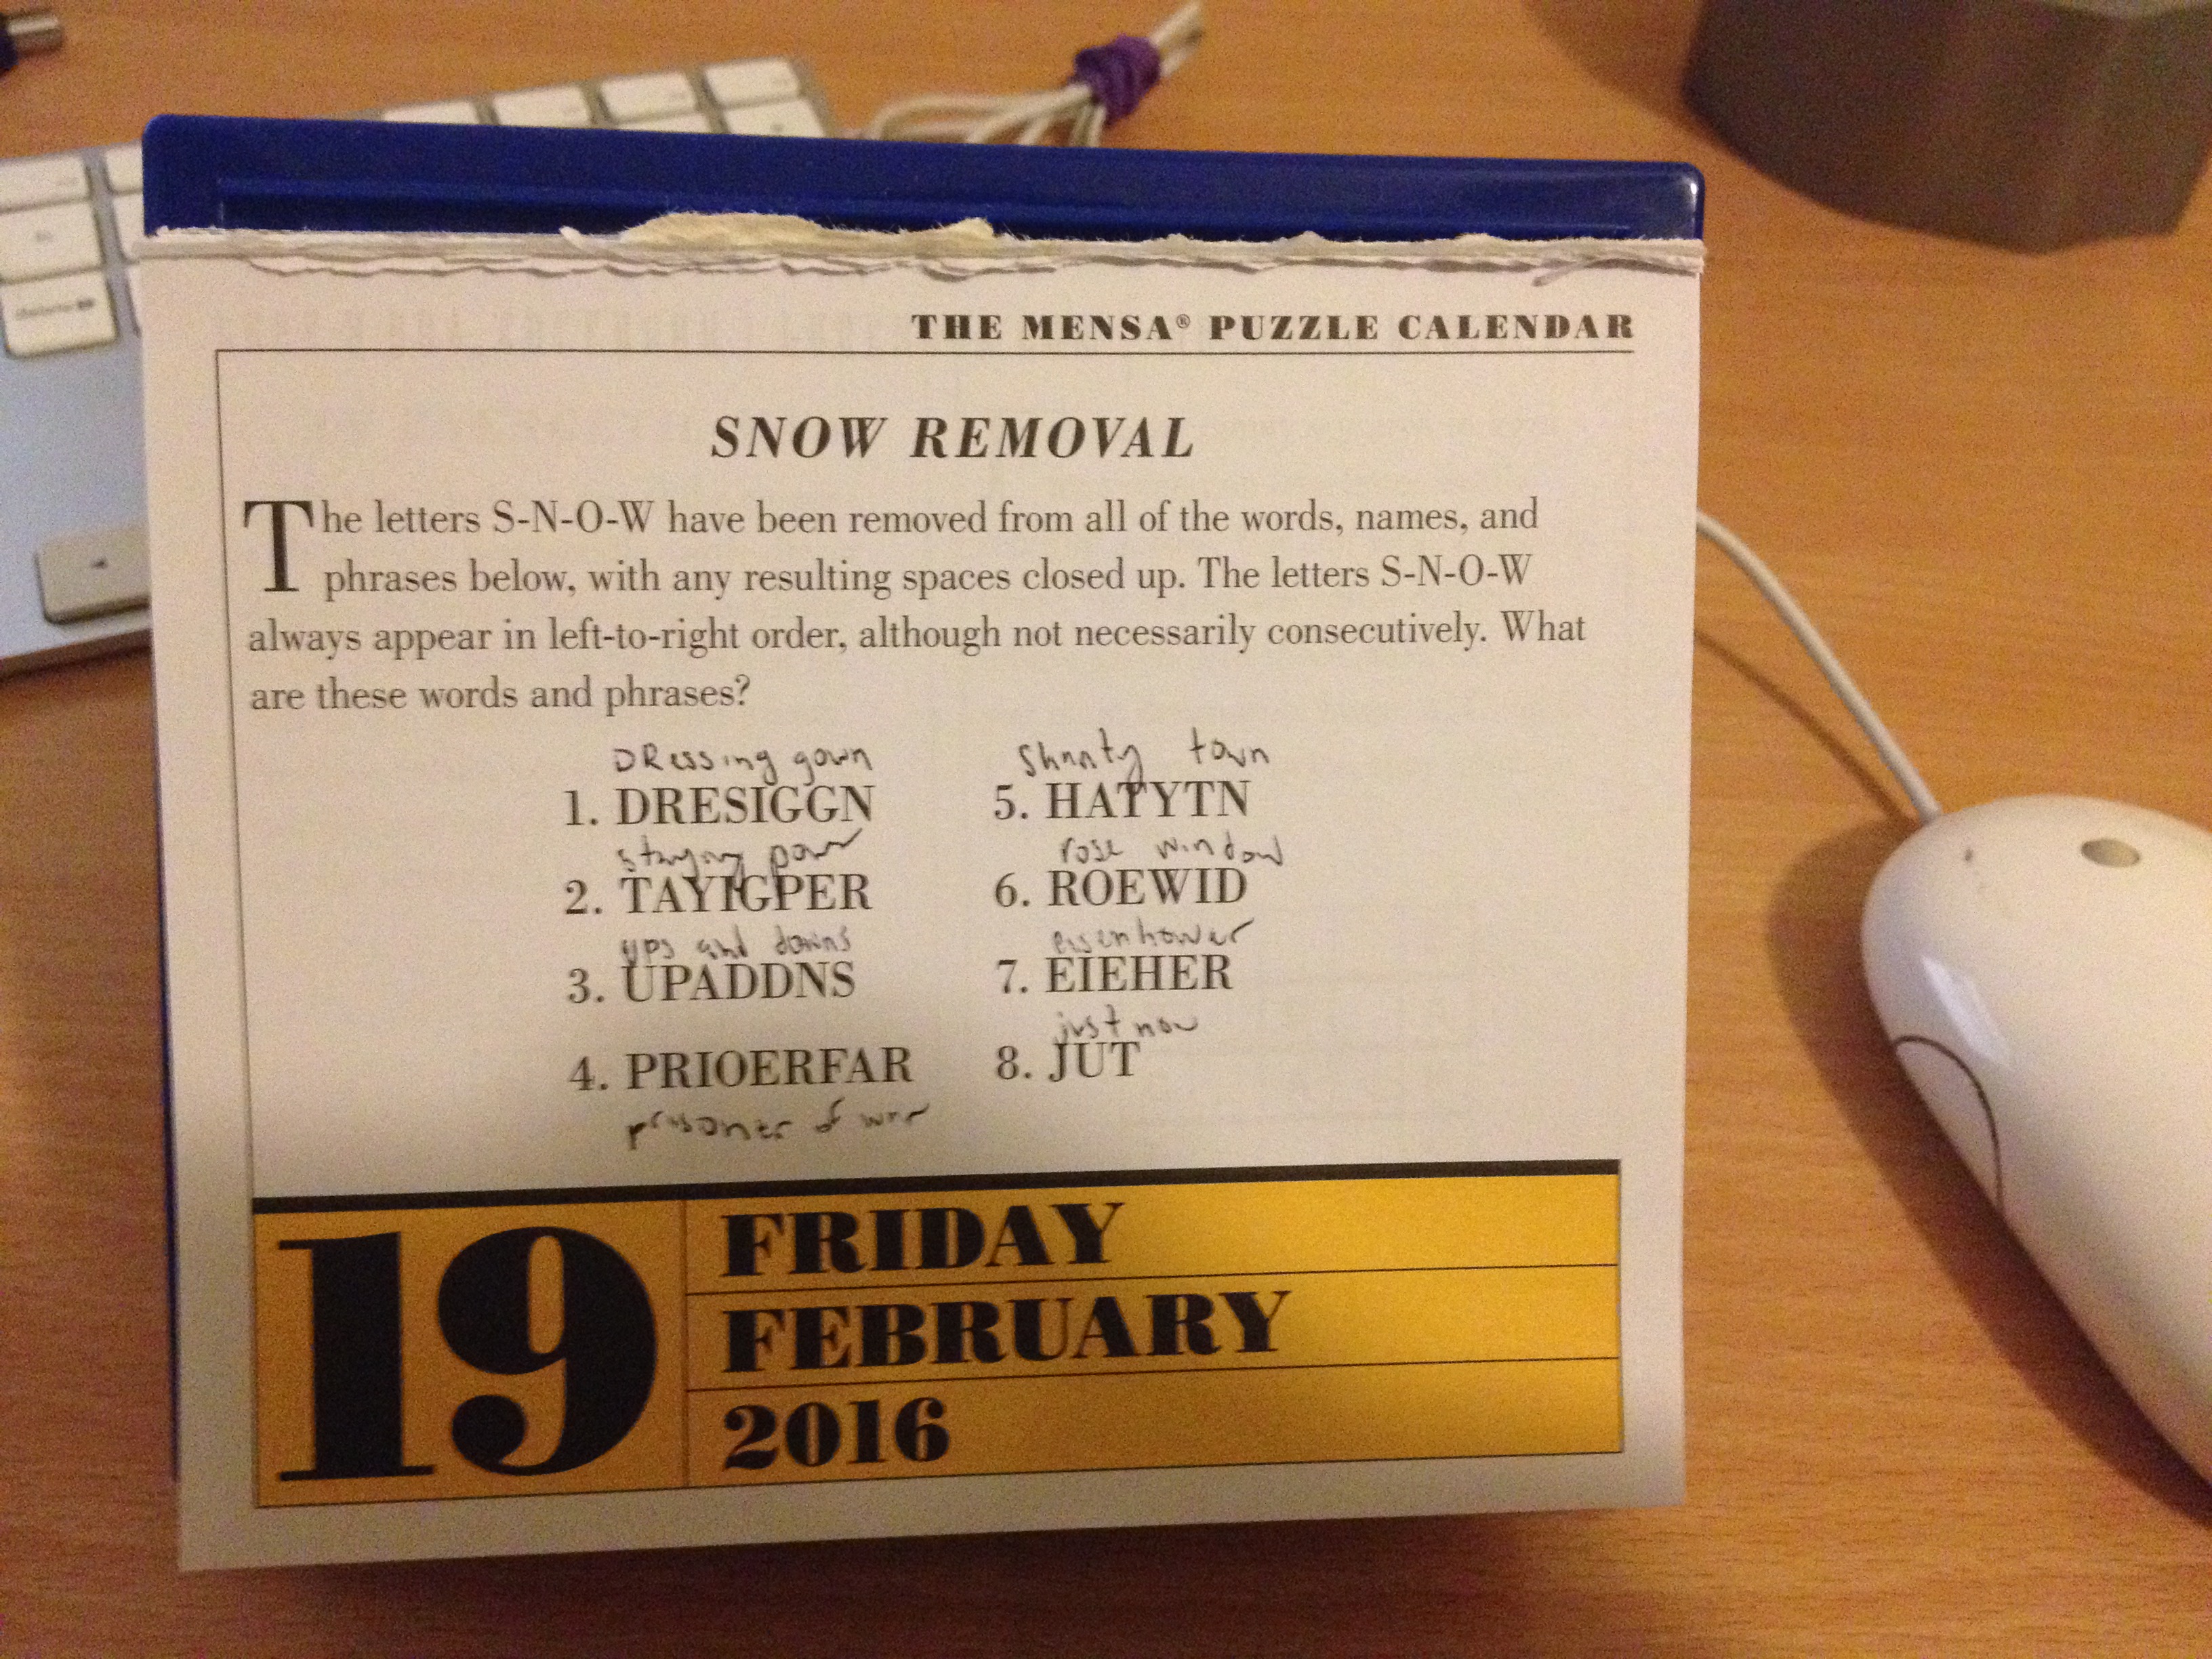 THE MENSA® PUZZLE CALENDAR
SNOW REMOVAL
The letters S-N-O-W have been removed from all of the words, names, and
phrases below, with any resulting spaces closed up. The letters S-N-O-W
always appear in left-to-right order, although not necessarily consecutively. What
are these words and phrases?
DRessing gown
1. DRESIGGN
staying power
2. TAYIGPER
ups and downs
3. UPADDNS
4. PRIOERFAR
prisoner of war
Shanty town
5. HATYTN
rose window
6. ROEWID
eisenhower
7. EIEHER
just now
8. JUT
19
FRIDAY
FEBRUARY
2016